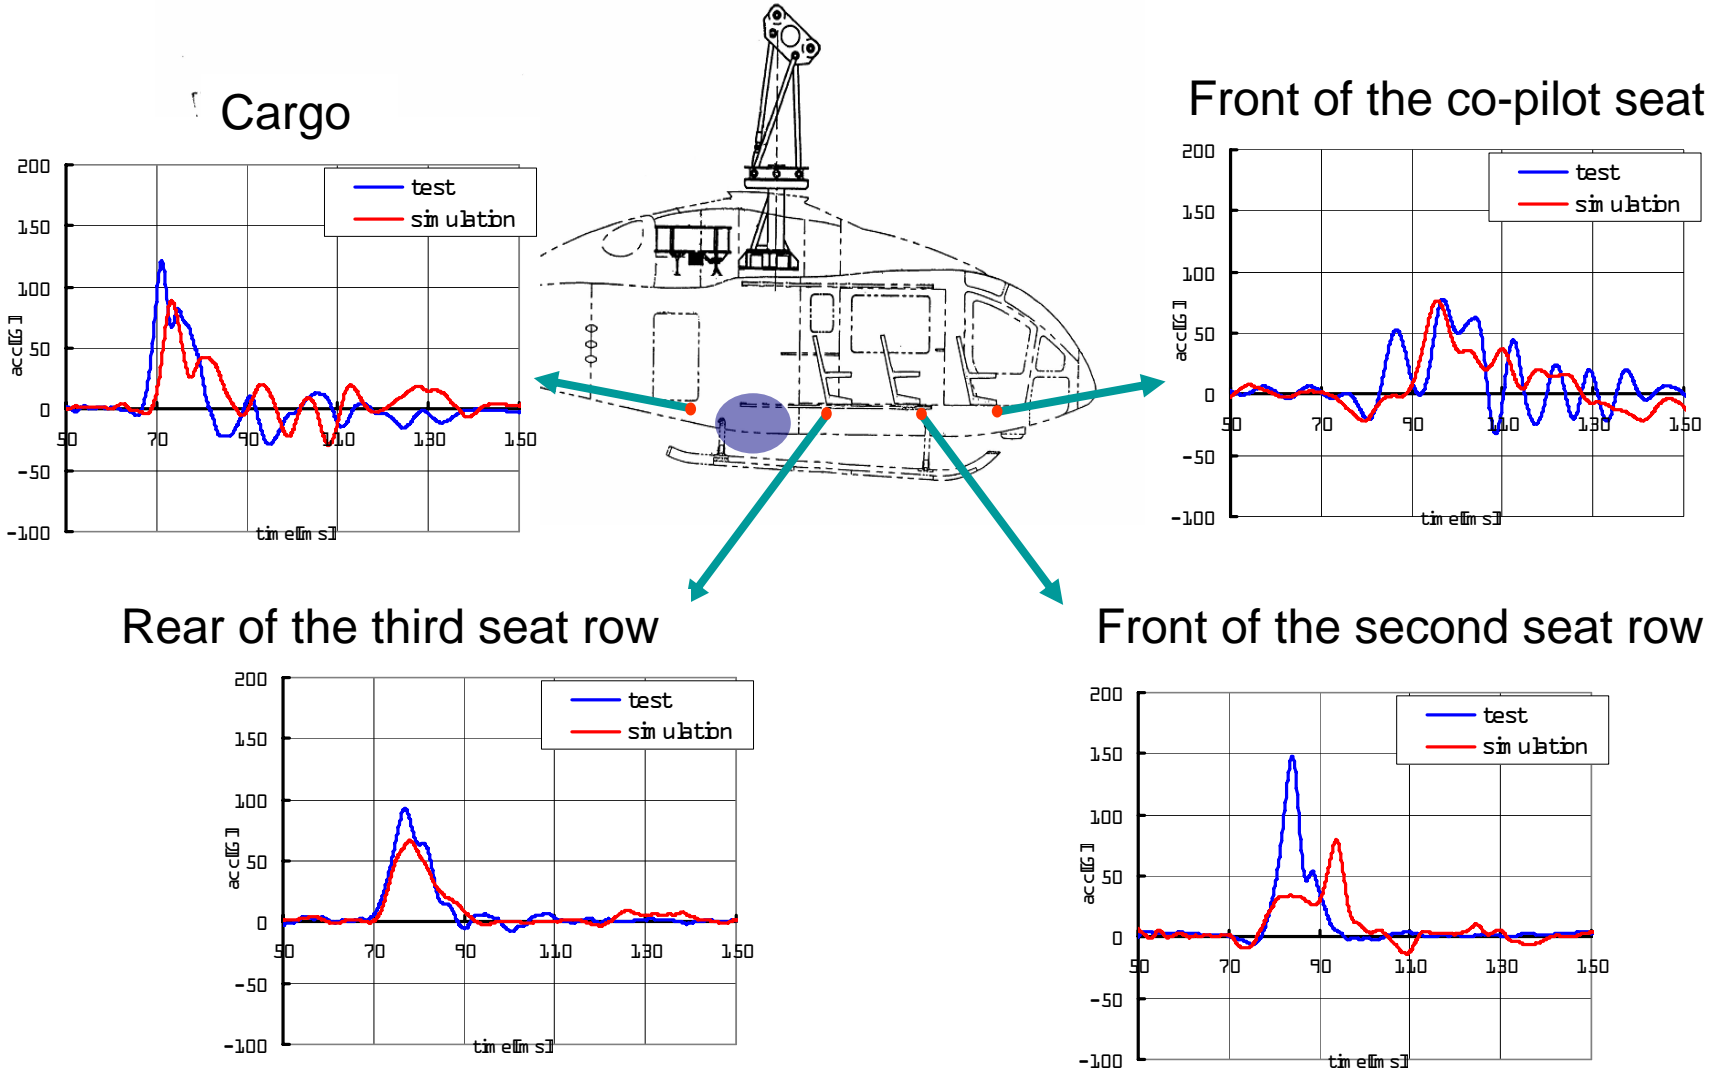 Cargo
200
150
100
50
0
-50
-100
50 70 90 110 130 150
acc[G]
time[ms]
test
simulation
Front of the co-pilot seat
200
150
100
50
0
-50
-100
50 70 90 110 130 150
acc[G]
time[ms]
test
simulation
Rear of the third seat row
200
150
100
50
0
-50
-100
50 70 90 110 130 150
acc[G]
time[ms]
test
simulation
Front of the second seat row
200
150
100
50
0
-50
-100
50 70 90 110 130 150
acc[G]
time[ms]
test
simulation